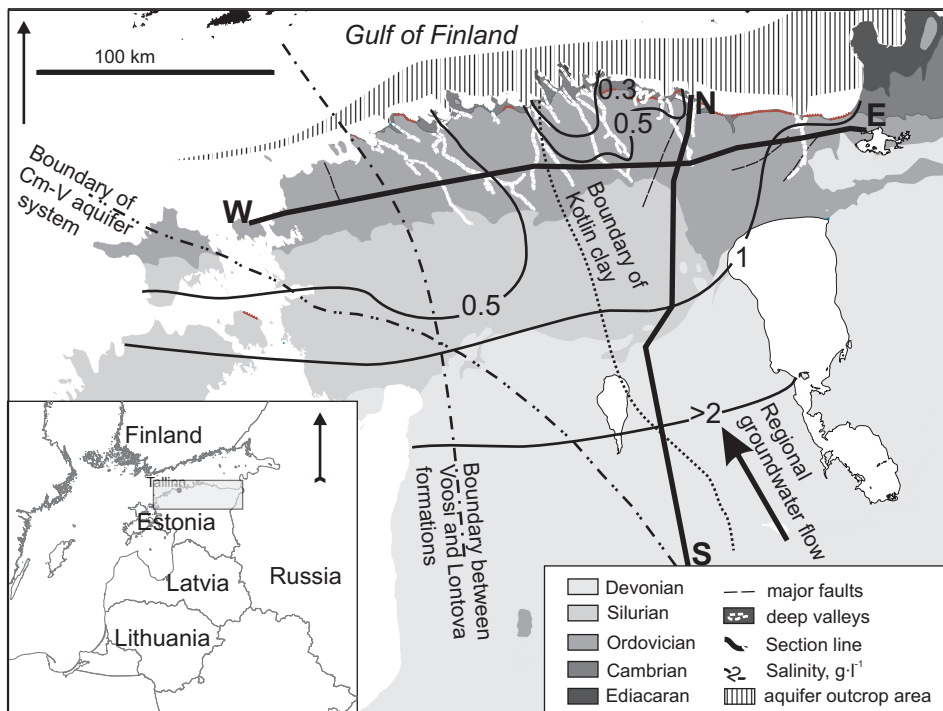 Gulf of Finland
100 km
0.3
N
0.5
E
Boundary of
Cm-V aquifer
system
W
Boundary of
Kotlin clay
1
0.5
>2
Regional
groundwater flow
Boundary between
Voosi and Lontova
formations
S
Finland
Tallinn
Estonia
Latvia
Russia
Lithuania
Devonian
Silurian
Ordovician
Cambrian
Ediacaran
major faults
deep valleys
Section line
Salinity, g·l⁻¹
aquifer outcrop area